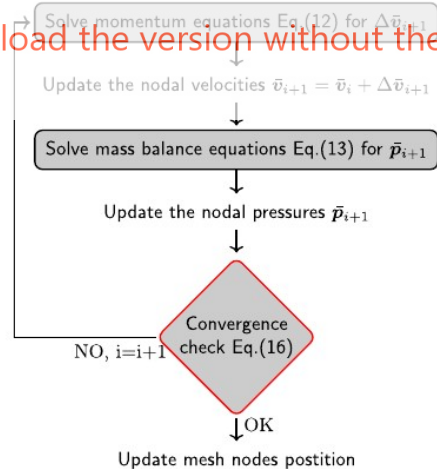 Solve momentum equations Eq.(12) for Δv̄ᵢ₊₁
load the version without the
Update the nodal velocities v̄ᵢ₊₁ = v̄ᵢ + Δv̄ᵢ₊₁
Solve mass balance equations Eq.(13) for p̄ᵢ₊₁
Update the nodal pressures p̄ᵢ₊₁
Convergence
check Eq.(16)
NO, i=i+1
OK
Update mesh nodes postition